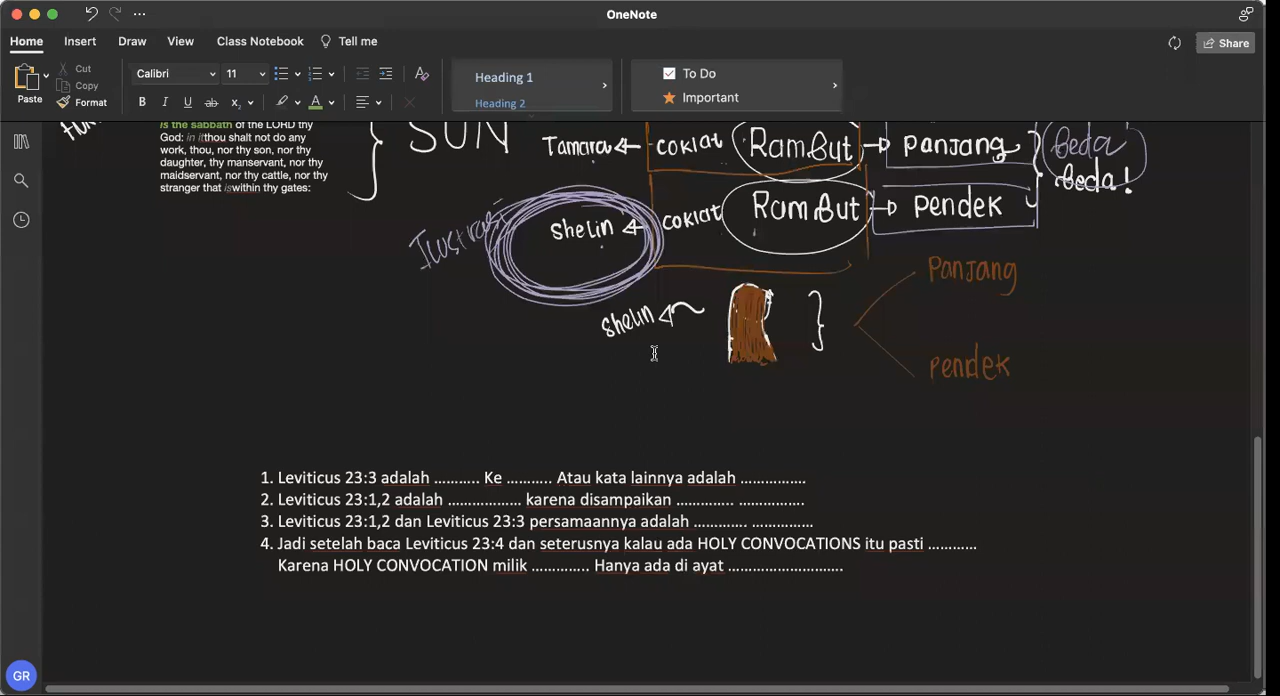 OneNote
Home Insert Draw View Class Notebook Tell me
Share
Paste
Cut
Copy
Format
Calibri 11
B I U ab x A
Heading 1
Heading 2
To Do
Important
is the sabbath of the LORD thy
God: in it thou shalt not do any
work, thou, nor thy son, nor thy
daughter, thy manservant, nor thy
maidservant, nor thy cattle, nor thy
stranger that is within thy gates:
SUN
Tamara coklat Rambut Panjang
beda
beda!
Shelin coklat Rambut Pendek
Ilustrasi
Shelin
Panjang
Pendek
1. Leviticus 23:3 adalah ........... Ke ........... Atau kata lainnya adalah ................
2. Leviticus 23:1,2 adalah .................. karena disampaikan .............. ................
3. Leviticus 23:1,2 dan Leviticus 23:3 persamaannya adalah ............. ...............
4. Jadi setelah baca Leviticus 23:4 dan seterusnya kalau ada HOLY CONVOCATIONS itu pasti ............
Karena HOLY CONVOCATION milik .............. Hanya ada di ayat ............................
GR